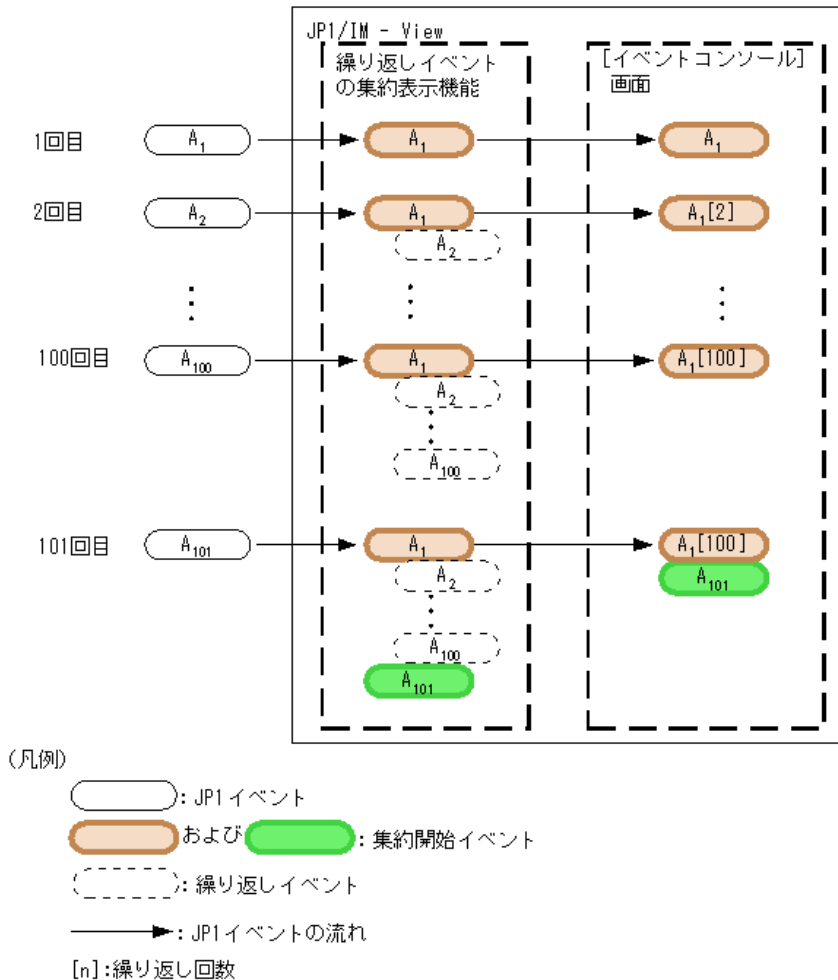 JP1/IM - View
繰り返しイベント
の集約表示機能
[イベントコンソール]
画面
1回目 A1 A1 A1
2回目 A2 A1 A1[2]
A2
100回目 A100 A1 A1[100]
A2
A100
101回目 A101 A1 A1[100]
A2 A101
A100
A101
(凡例)
: JP1イベント
および : 集約開始イベント
: 繰り返しイベント
: JP1イベントの流れ
[n]:繰り返し回数